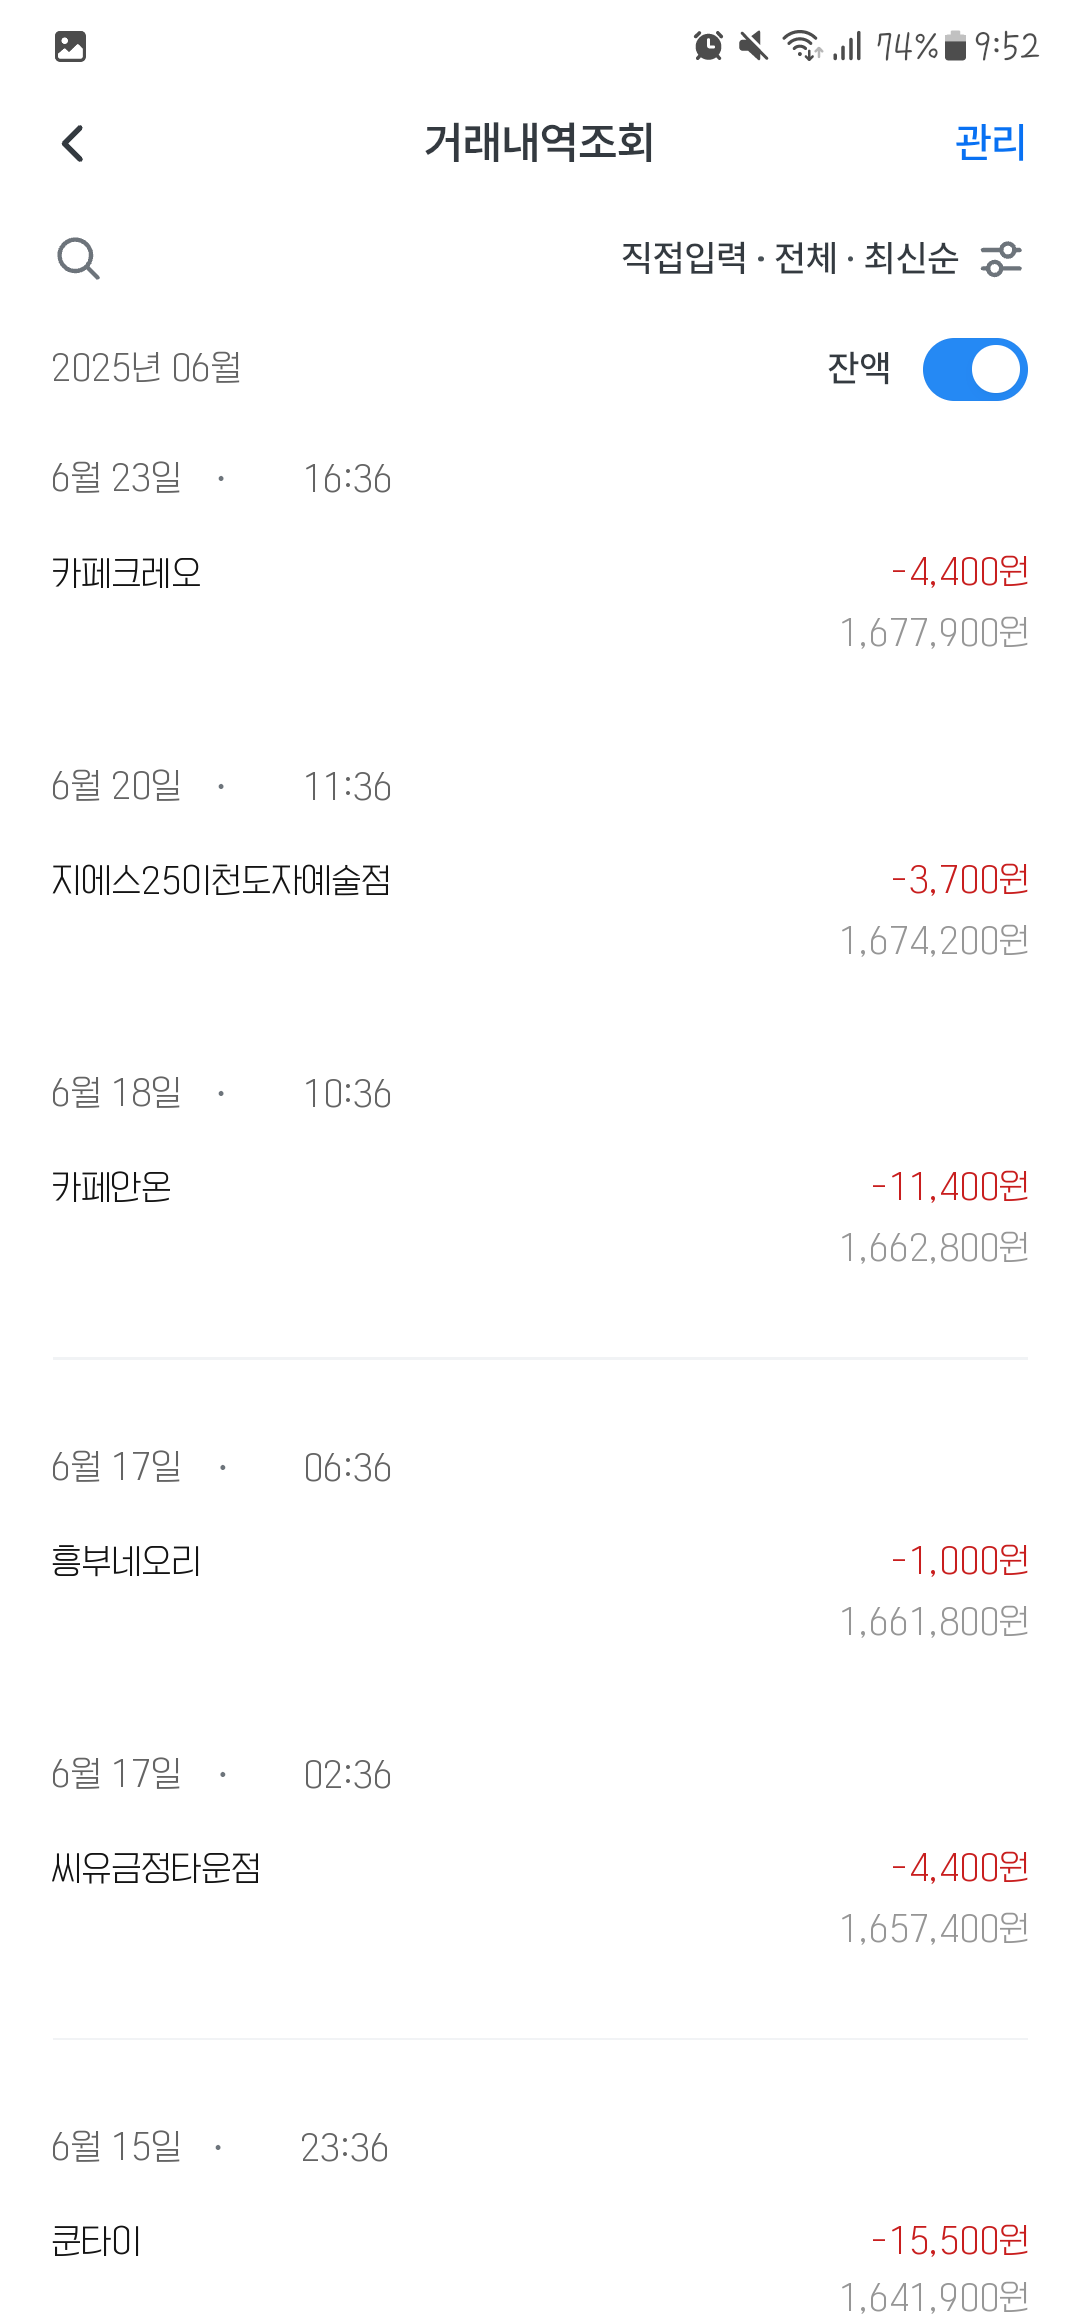 74% 9:52
거래내역조회 관리
직접입력 · 전체 · 최신순
2025년 06월 잔액
6월 23일 · 16:36
카페크레오 -4,400원
1,677,900원
6월 20일 · 11:36
지에스25이천도자예술점 -3,700원
1,674,200원
6월 18일 · 10:36
카페안온 -11,400원
1,662,800원
6월 17일 · 06:36
흥부네오리 -1,000원
1,661,800원
6월 17일 · 02:36
씨유금정타운점 -4,400원
1,657,400원
6월 15일 · 23:36
쿤타이 -15,500원
1,641,900원